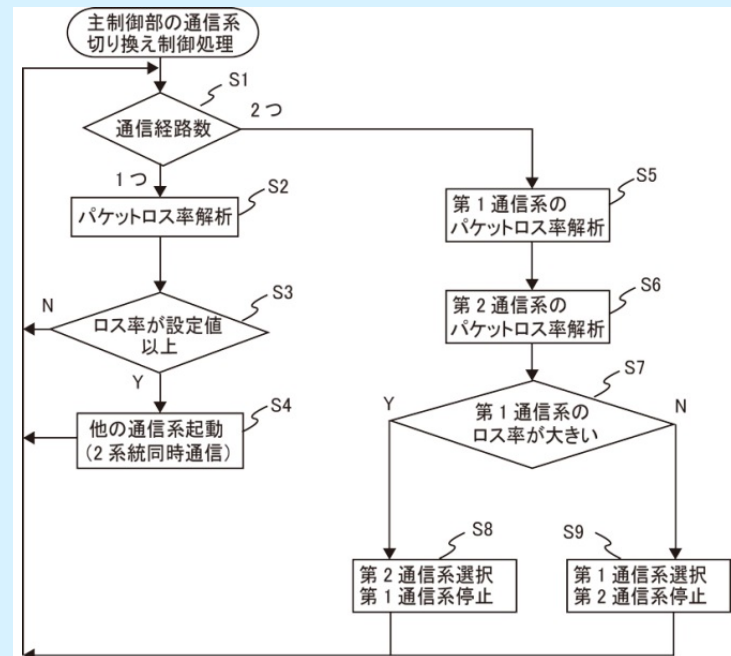 主制御部の通信系
切り換え制御処理
S1
通信経路数
2つ
1つ
S2
パケットロス率解析
S3
ロス率が設定値
以上
N
Y
S4
他の通信系起動
(2系統同時通信)
S5
第1通信系の
パケットロス率解析
S6
第2通信系の
パケットロス率解析
S7
第1通信系の
ロス率が大きい
Y
N
S8
第2通信系選択
第1通信系停止
S9
第1通信系選択
第2通信系停止